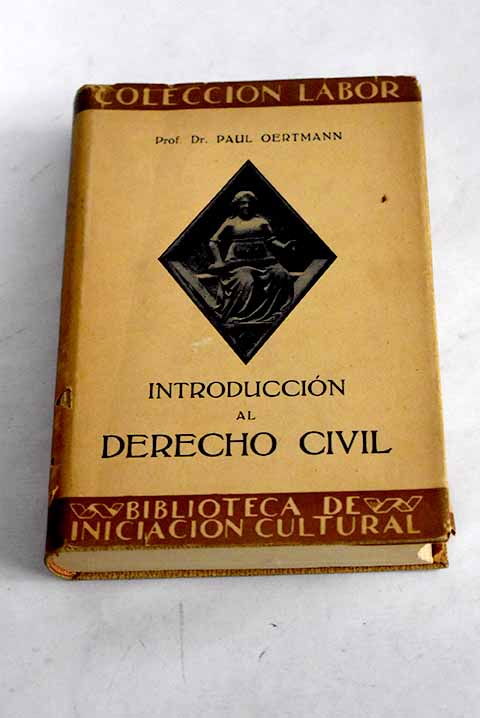 COLECCION LABOR
Prof. Dr. PAUL OERTMANN
INTRODUCCIÓN
AL
DERECHO CIVIL
BIBLIOTECA DE
INICIACION CULTURAL